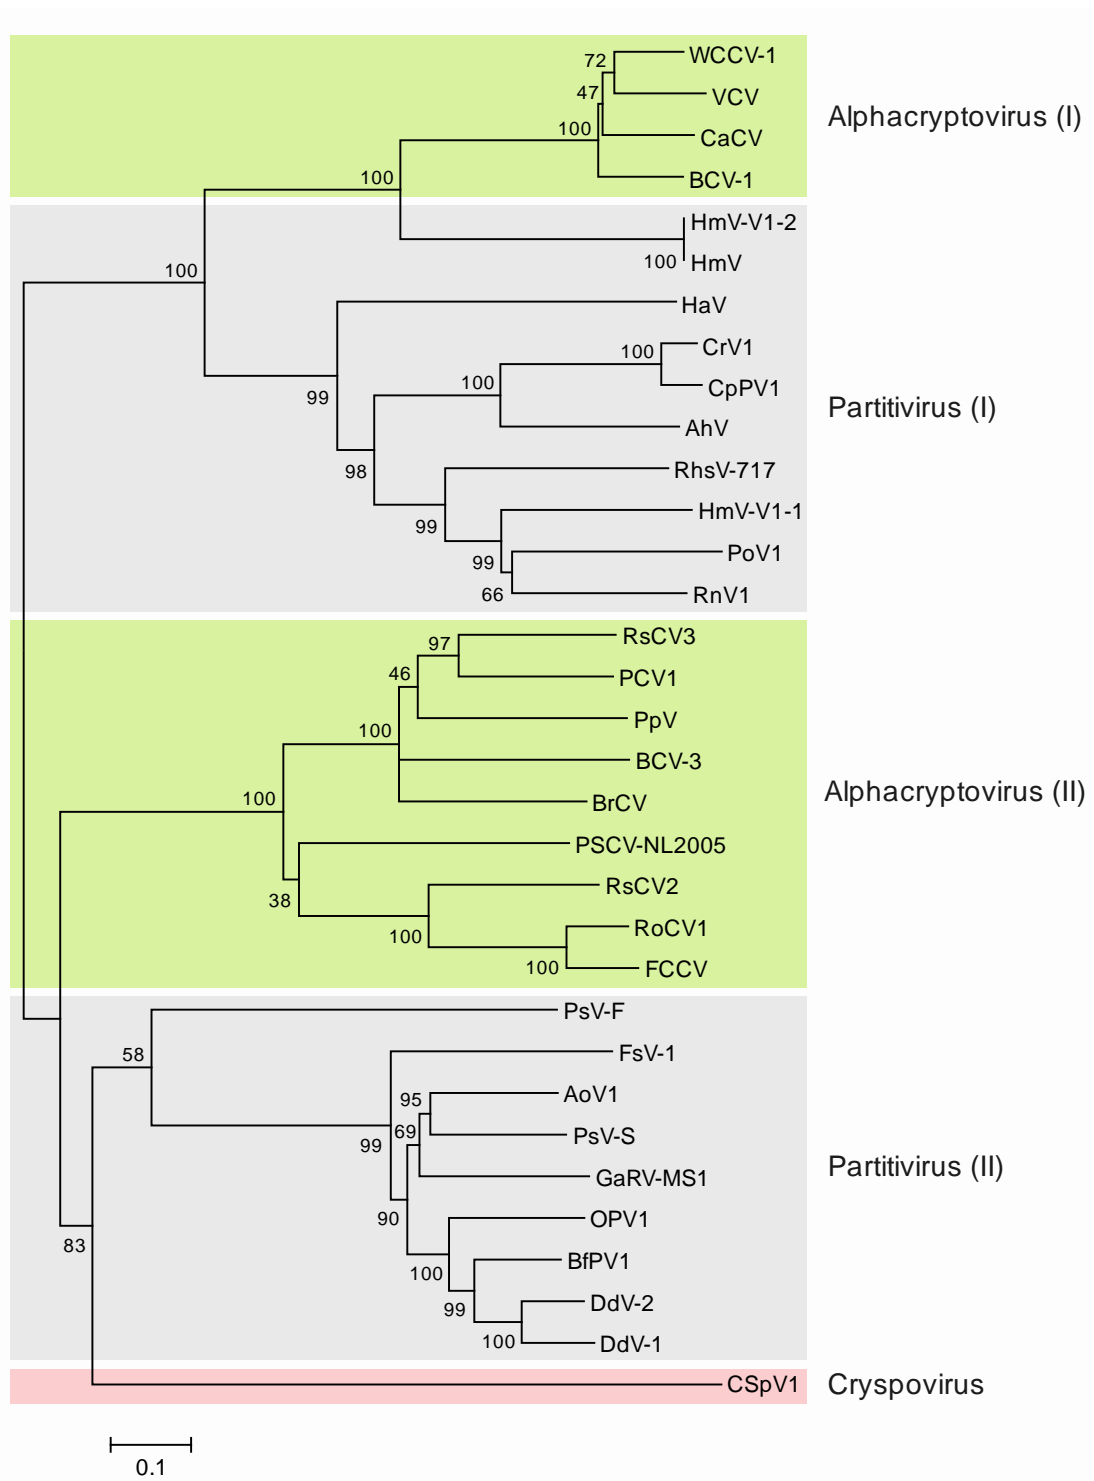 WCCV-1
72
VCV
47
Alphacryptovirus (I)
100
CaCV
100
BCV-1
HmV-V1-2
100
100 HmV
HaV
100
CrV1
100
CpPV1
99
Partitivirus (I)
AhV
98
RhsV-717
99
HmV-V1-1
99
PoV1
66
RnV1
97
RsCV3
46
PCV1
100
PpV
BCV-3
100
BrCV
Alphacryptovirus (II)
PSCV-NL2005
38
RsCV2
100
RoCV1
100
FCCV
PsV-F
58
FsV-1
95
AoV1
69
PsV-S
99
Partitivirus (II)
GaRV-MS1
90
OPV1
83
100
BfPV1
99
DdV-2
100
DdV-1
CSpV1
Cryspovirus
0.1